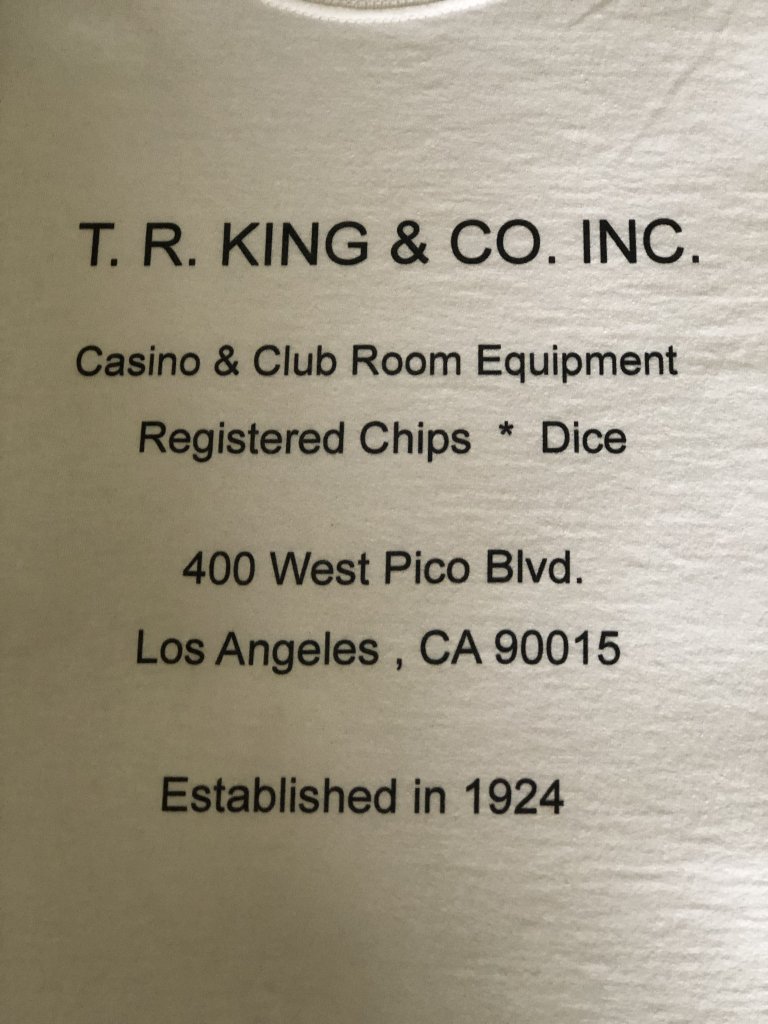 T. R. KING & CO. INC.
Casino & Club Room Equipment
Registered Chips * Dice
400 West Pico Blvd.
Los Angeles , CA 90015
Established in 1924